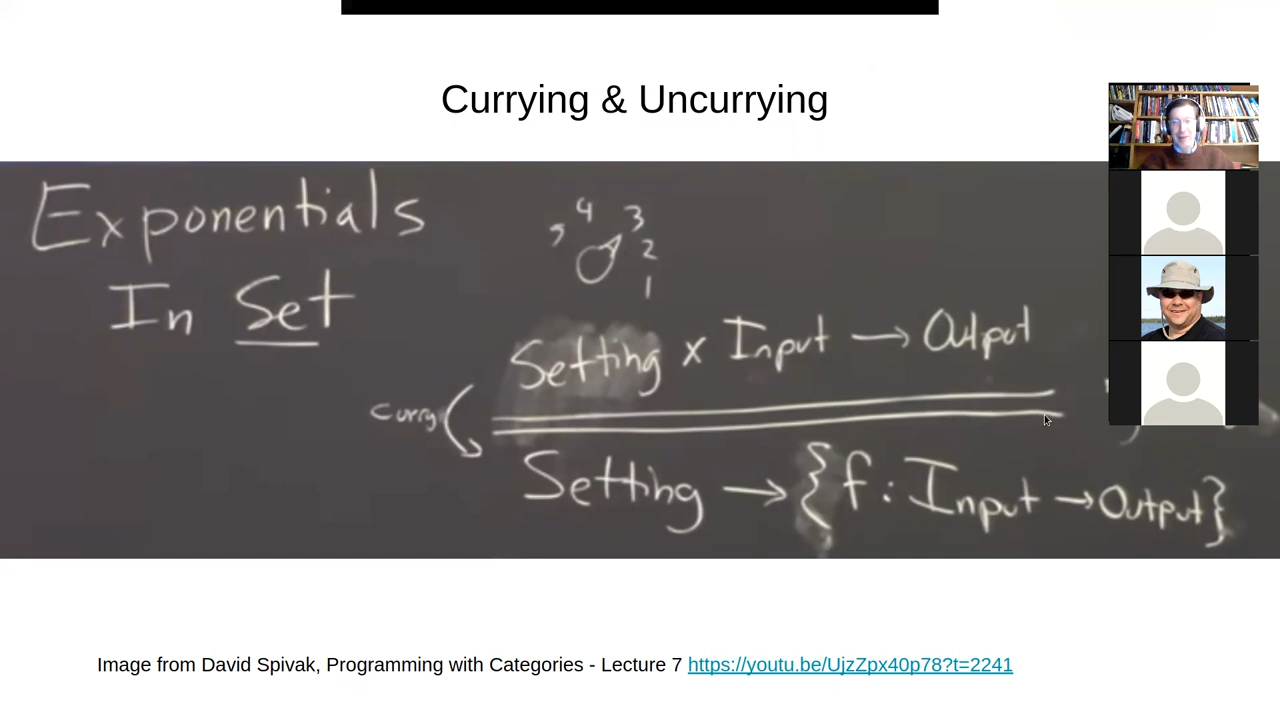 Currying & Uncurrying
Exponentials
In Set
5 4 3
2
1
Setting x Input → Output
curry
Setting → {f: Input → Output}
Image from David Spivak, Programming with Categories - Lecture 7 https://youtu.be/UjzZpx40p78?t=2241